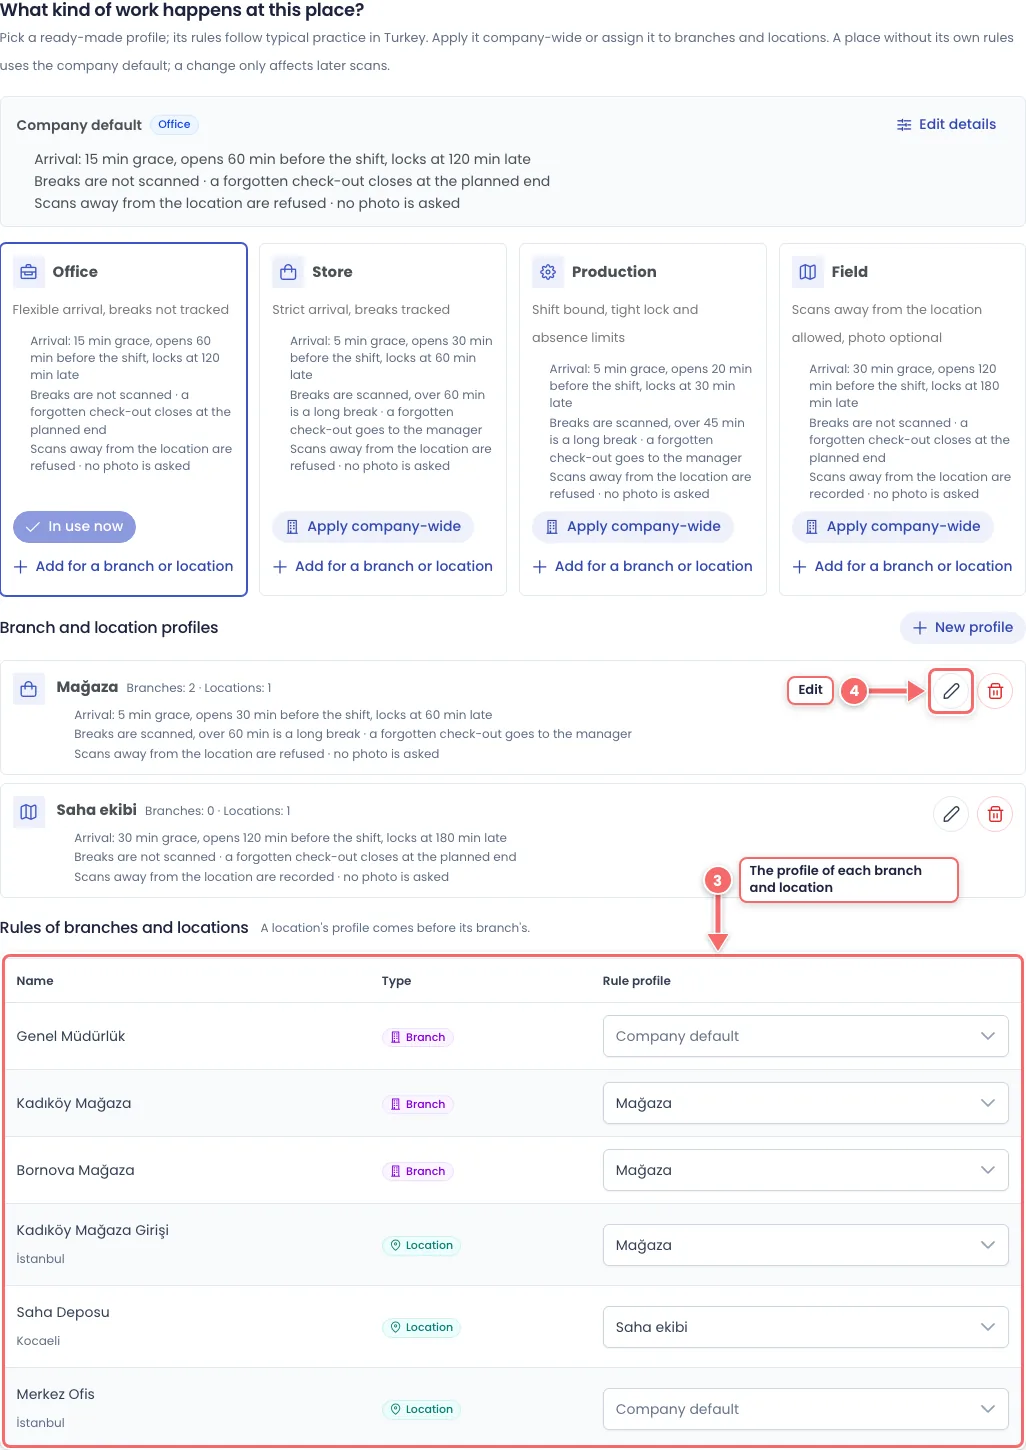 What kind of work happens at this place?
Pick a ready-made profile; its rules follow typical practice in Turkey. Apply it company-wide or assign it to branches and locations. A place without its own rules
uses the company default; a change only affects later scans.
Company default Office
Edit details
Arrival: 15 min grace, opens 60 min before the shift, locks at 120 min late
Breaks are not scanned · a forgotten check-out closes at the planned end
Scans away from the location are refused · no photo is asked
Office
Flexible arrival, breaks not tracked
Arrival: 15 min grace, opens 60
min before the shift, locks at 120
min late
Breaks are not scanned · a
forgotten check-out closes at the
planned end
Scans away from the location are
refused · no photo is asked
In use now
Add for a branch or location
Store
Strict arrival, breaks tracked
Arrival: 5 min grace, opens 30 min
before the shift, locks at 60 min
late
Breaks are scanned, over 60 min
is a long break · a forgotten
check-out goes to the manager
Scans away from the location are
refused · no photo is asked
Apply company-wide
Add for a branch or location
Production
Shift bound, tight lock and
absence limits
Arrival: 5 min grace, opens 20 min
before the shift, locks at 30 min
late
Breaks are scanned, over 45 min
is a long break · a forgotten
check-out goes to the manager
Scans away from the location are
refused · no photo is asked
Apply company-wide
Add for a branch or location
Field
Scans away from the location
allowed, photo optional
Arrival: 30 min grace, opens 120
min before the shift, locks at 180
min late
Breaks are not scanned · a
forgotten check-out closes at the
planned end
Scans away from the location are
recorded · no photo is asked
Apply company-wide
Add for a branch or location
Branch and location profiles
New profile
Mağaza Branches: 2 · Locations: 1
Arrival: 5 min grace, opens 30 min before the shift, locks at 60 min late
Breaks are scanned, over 60 min is a long break · a forgotten check-out goes to the manager
Scans away from the location are refused · no photo is asked
Edit
4
Saha ekibi Branches: 0 · Locations: 1
Arrival: 30 min grace, opens 120 min before the shift, locks at 180 min late
Breaks are not scanned · a forgotten check-out closes at the planned end
Scans away from the location are recorded · no photo is asked
3
The profile of each branch
and location
Rules of branches and locations A location's profile comes before its branch's.
Name Type Rule profile
Genel Müdürlük Branch Company default
Kadıköy Mağaza Branch Mağaza
Bornova Mağaza Branch Mağaza
Kadıköy Mağaza Girişi
İstanbul
Location Mağaza
Saha Deposu
Kocaeli
Location Saha ekibi
Merkez Ofis
İstanbul
Location Company default